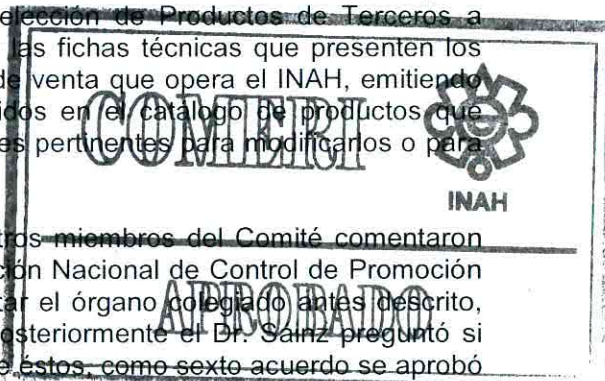 elección de Productos de Terceros a
las fichas técnicas que presenten los
de venta que opera el INAH, emitiendo
idos en el catálogo de productos que
es pertinentes para modificarlos o para
COMERI
INAH
tros miembros del Comité comentaron
ción Nacional de Control de Promoción
tar el órgano colegiado antes descrito,
APROBADO
osteriormente el Dr. Sainz preguntó si
e estos, como sexto acuerdo se aprobó